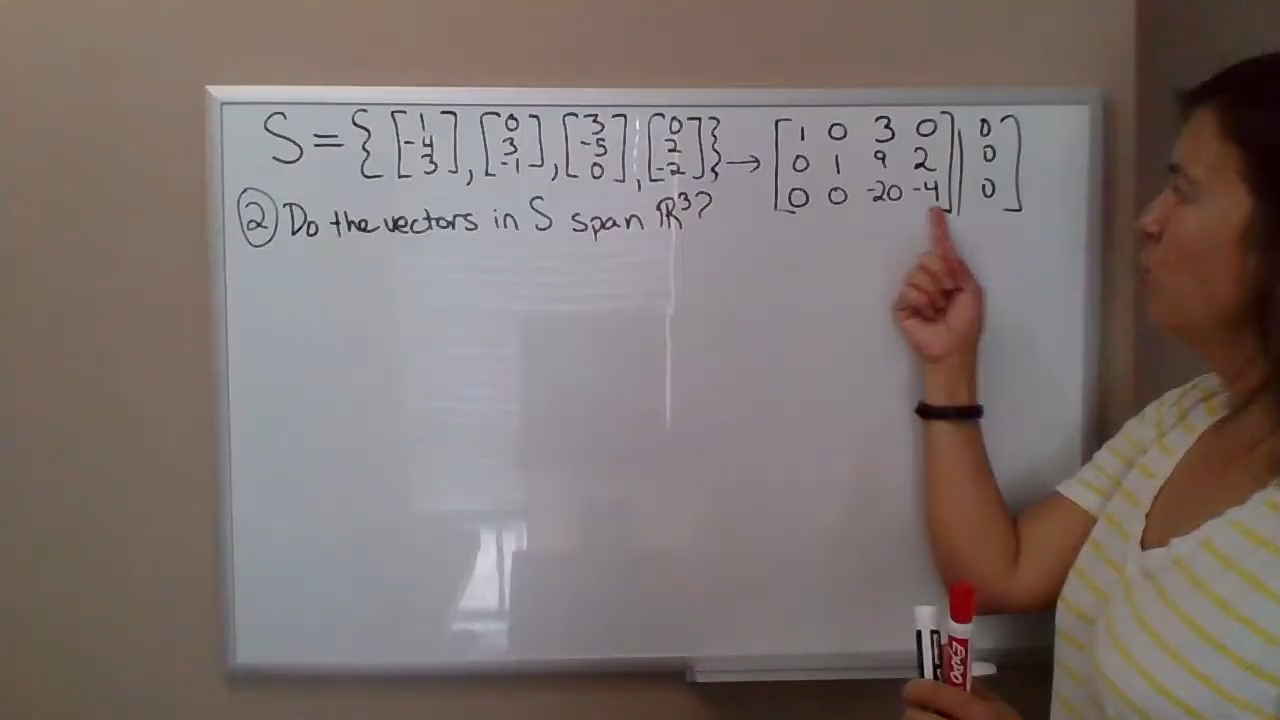 S = { [1 -4 3], [0 3 -1], [3 -5 0], [0 2 -2] } → [1 0 3 0 | 0
0 1 9 2 | 0
0 0 -20 -4 | 0]
② Do the vectors in S span ℝ³?
EXPO